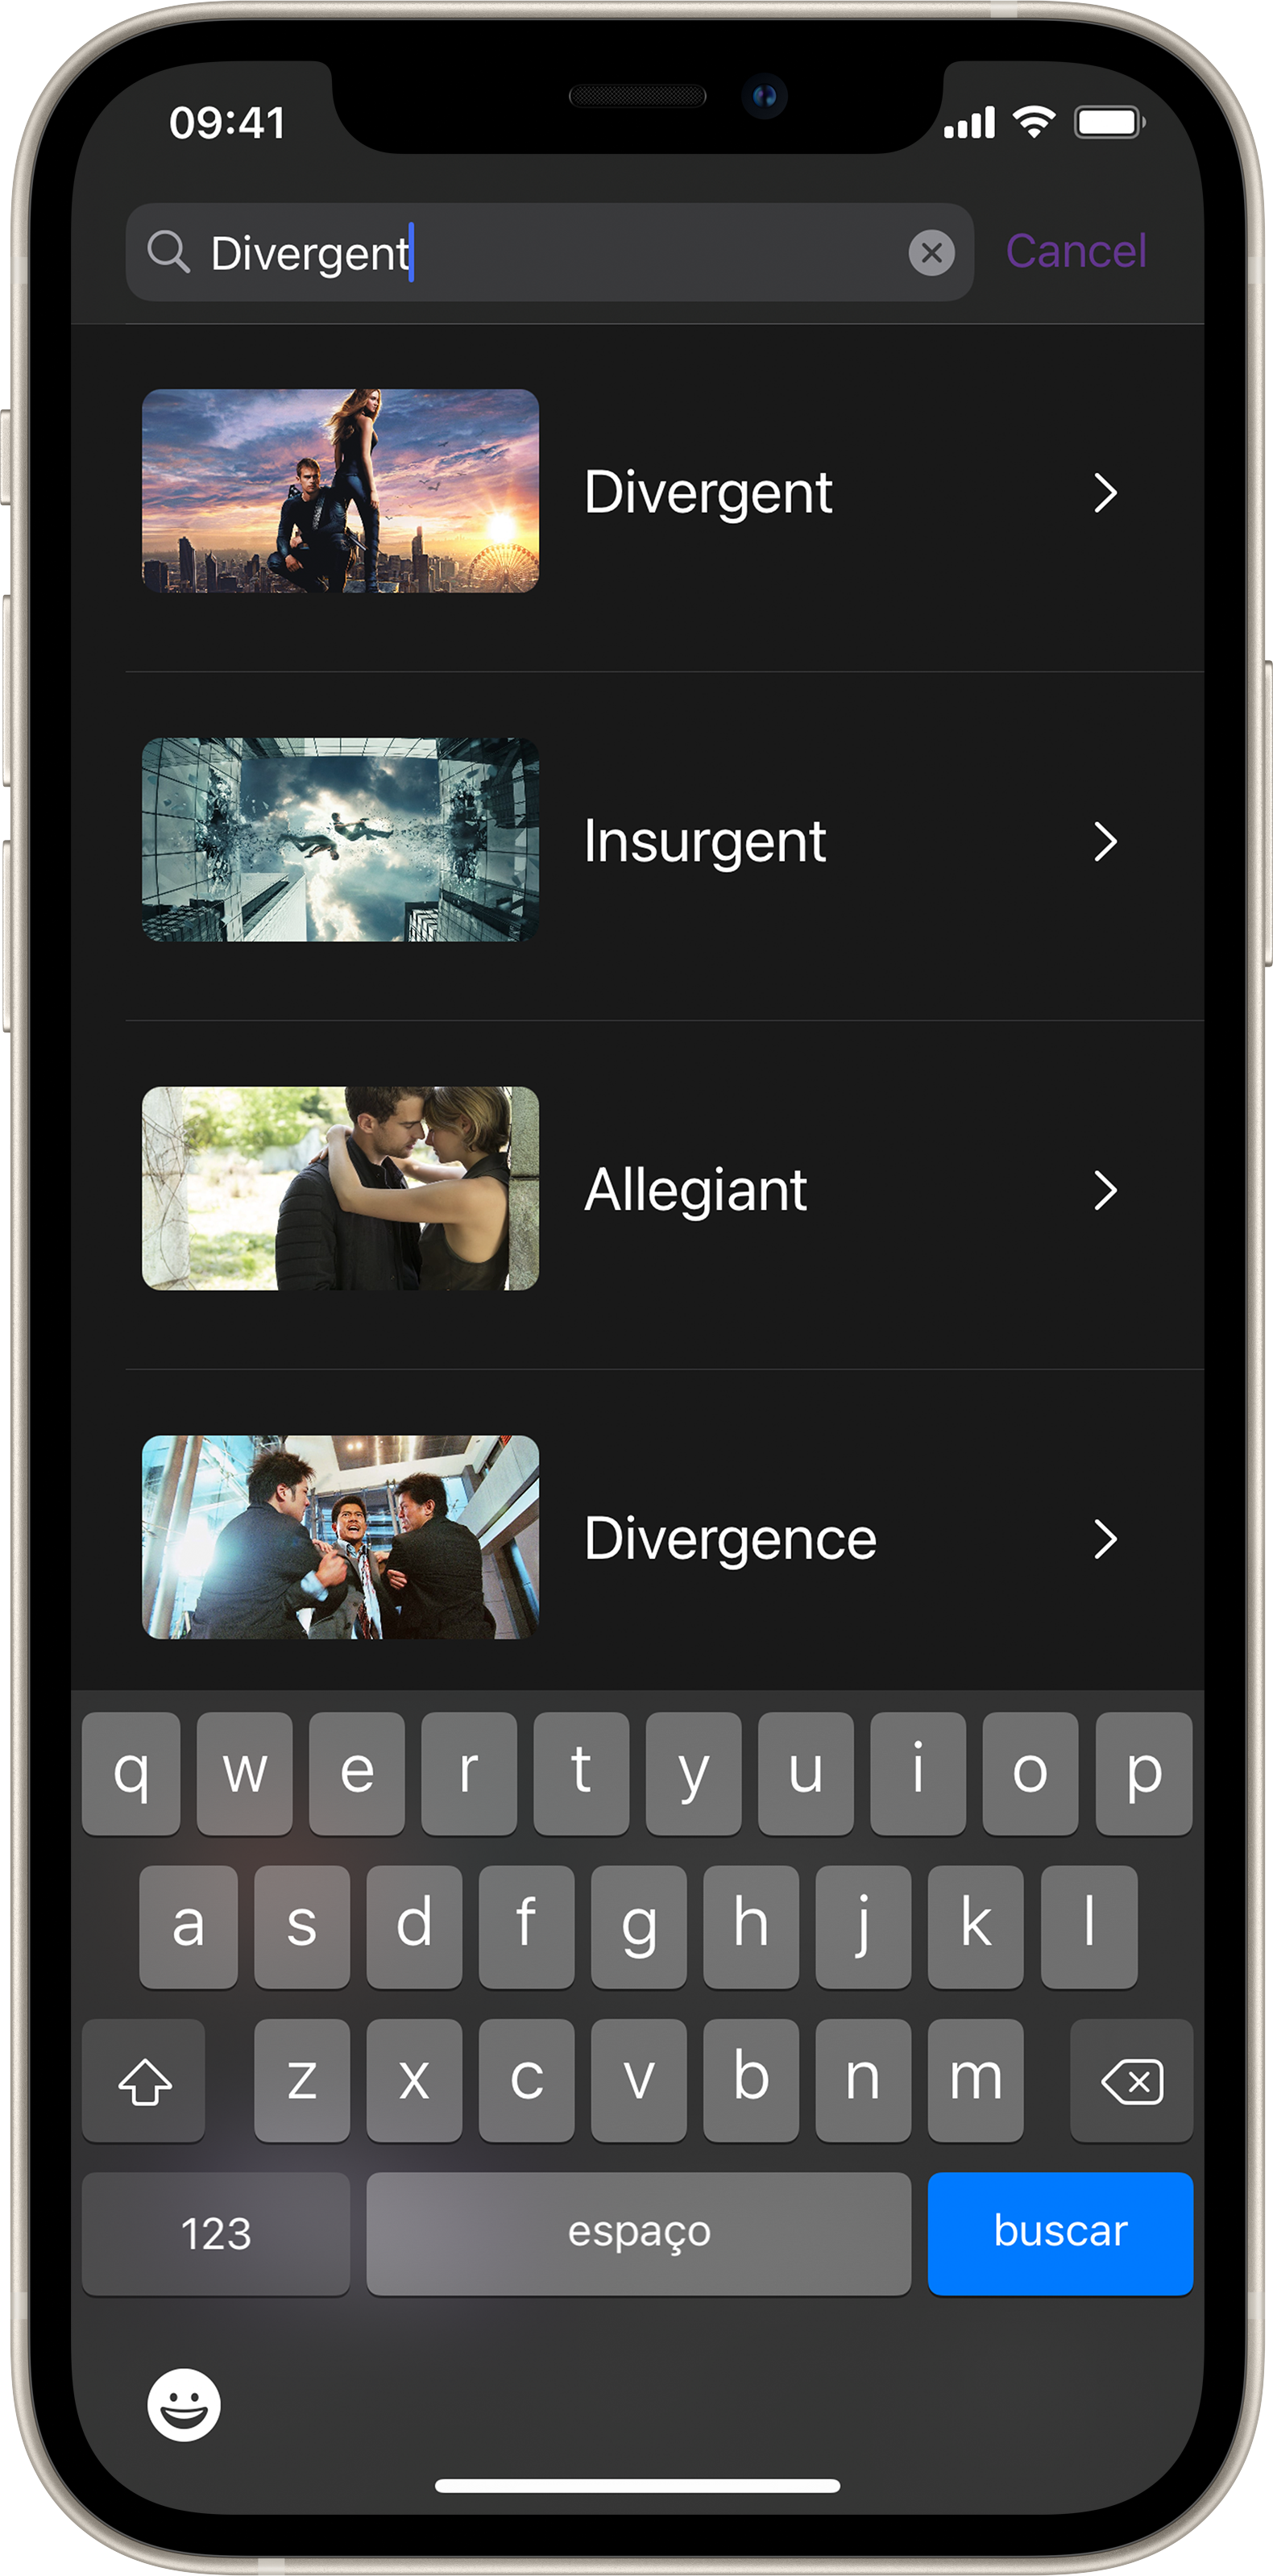 09:41
Divergent
Cancel
Divergent
Insurgent
Allegiant
Divergence
q w e r t y u i o p
a s d f g h j k l
z x c v b n m
123 espaço buscar